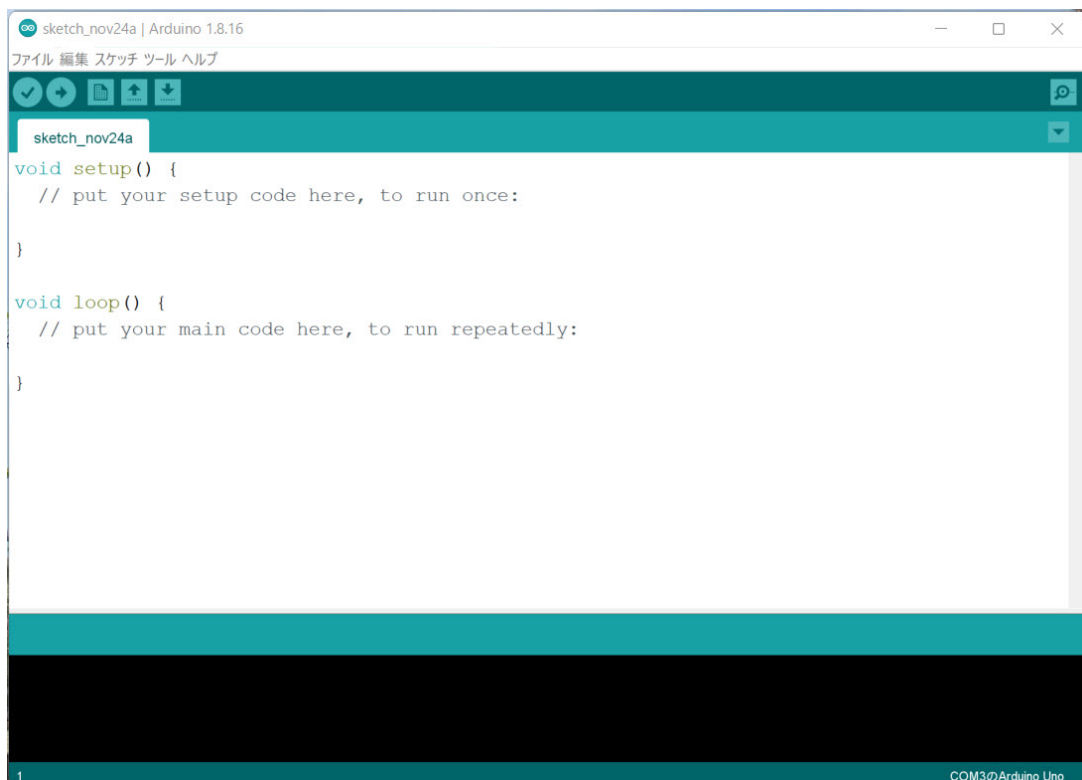 sketch_nov24a | Arduino 1.8.16
ファイル 編集 スケッチ ツール ヘルプ
sketch_nov24a
void setup() {
  // put your setup code here, to run once:
}
void loop() {
  // put your main code here, to run repeatedly:
}
1
COM3のArduino Uno